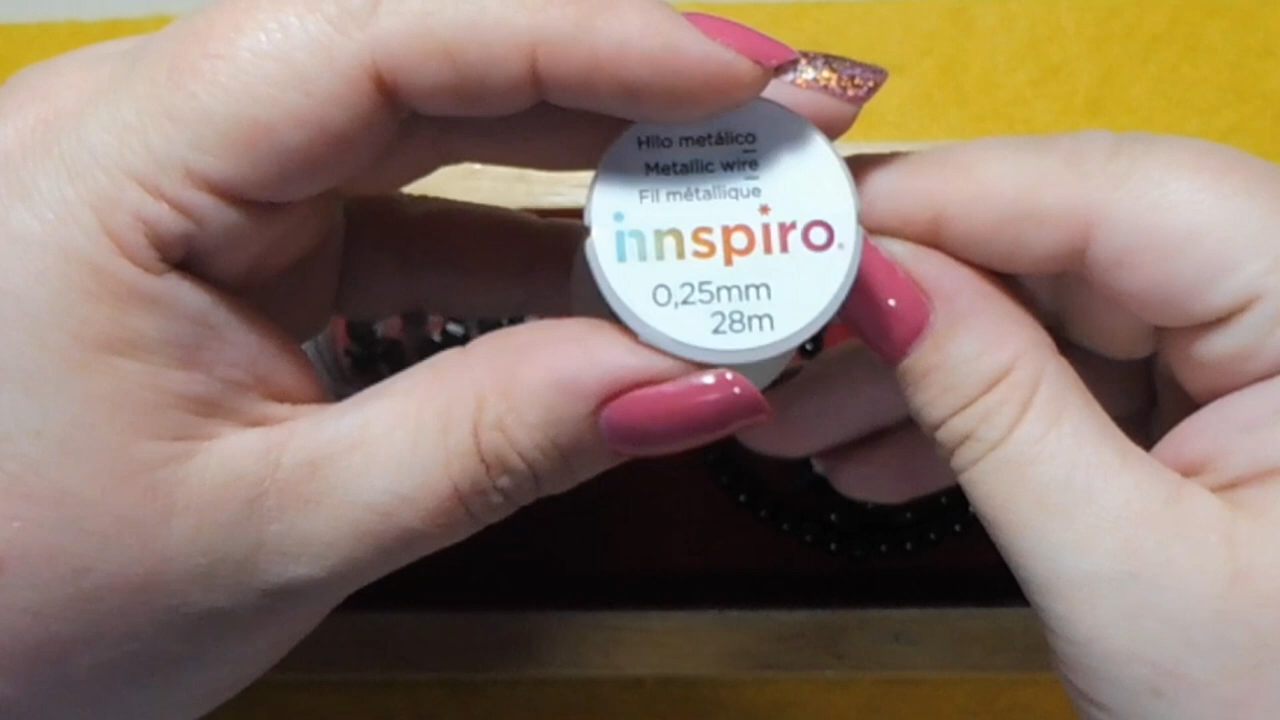 Hilo metálico
Metallic wire
Fil métallique
innspiro.
0,25mm
28m